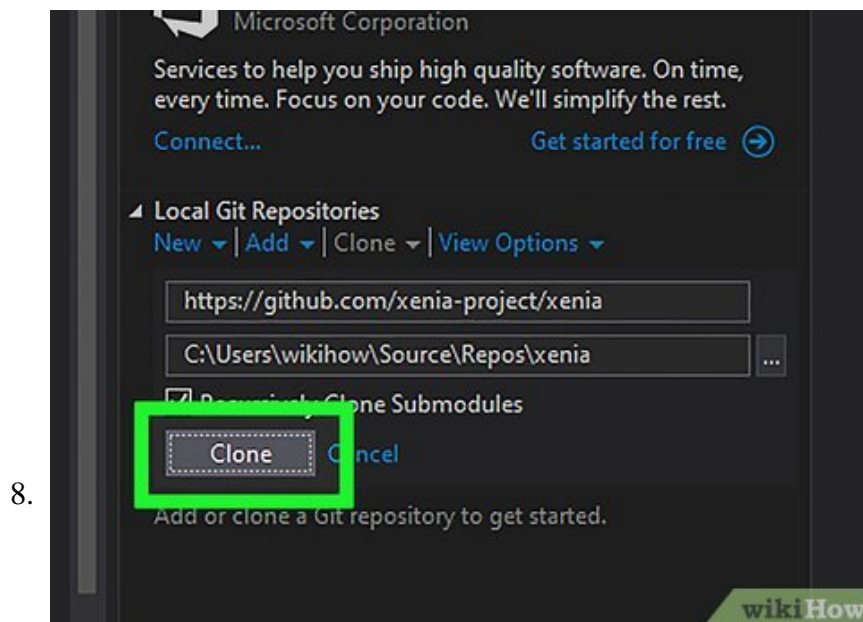 Microsoft Corporation
Services to help you ship high quality software. On time,
every time. Focus on your code. We'll simplify the rest.
Connect... Get started for free
Local Git Repositories
New | Add | Clone | View Options
https://github.com/xenia-project/xenia
C:\Users\wikihow\Source\Repos\xenia ...
Recursively Clone Submodules
Clone Cancel
8.
Add or clone a Git repository to get started.
wikiHow